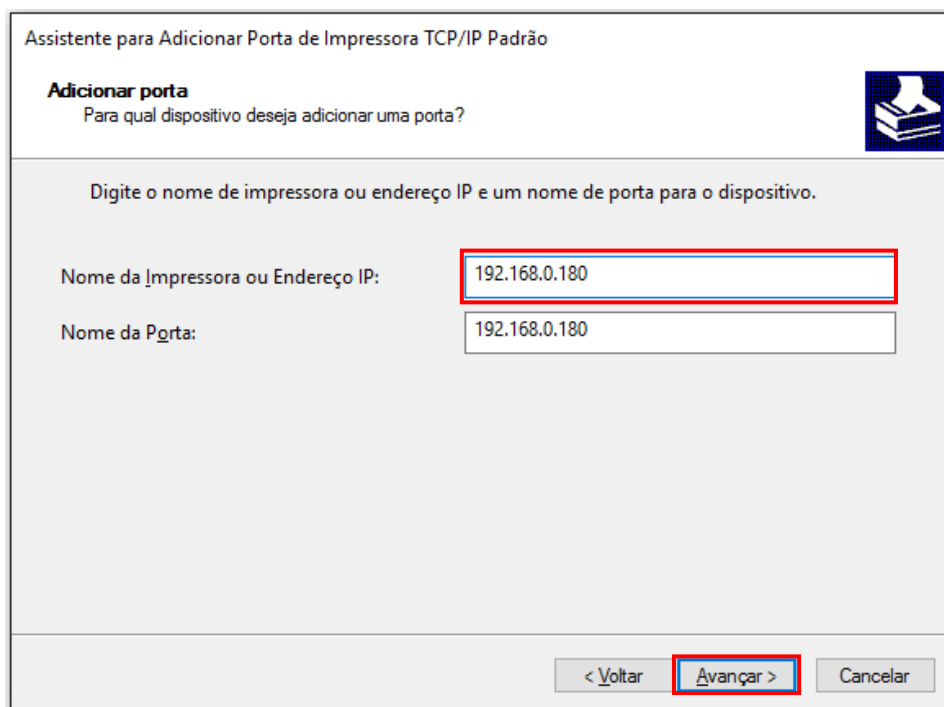 Assistente para Adicionar Porta de Impressora TCP/IP Padrão
Adicionar porta
Para qual dispositivo deseja adicionar uma porta?
Digite o nome de impressora ou endereço IP e um nome de porta para o dispositivo.
Nome da Impressora ou Endereço IP: 192.168.0.180
Nome da Porta: 192.168.0.180
< Voltar Avançar > Cancelar